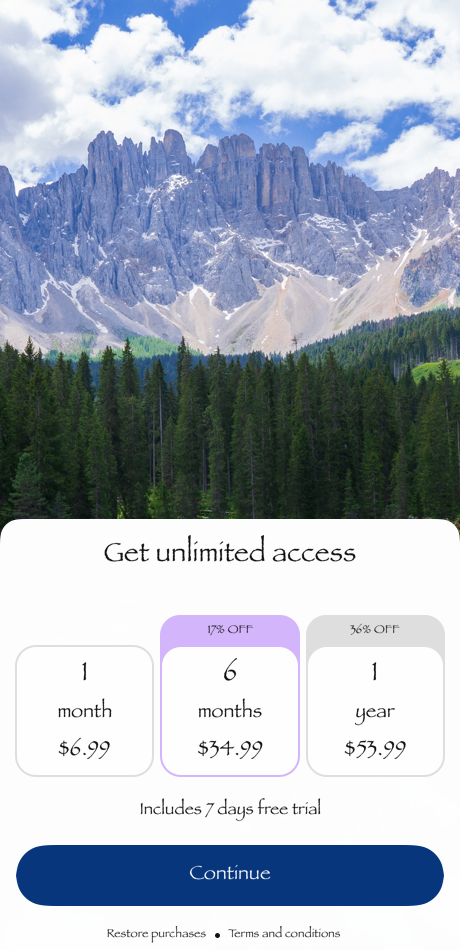 Get unlimited access
17% OFF
36% OFF
1
month
$6.99
6
months
$34.99
1
year
$53.99
Includes 7 days free trial
Continue
Restore purchases ● Terms and conditions